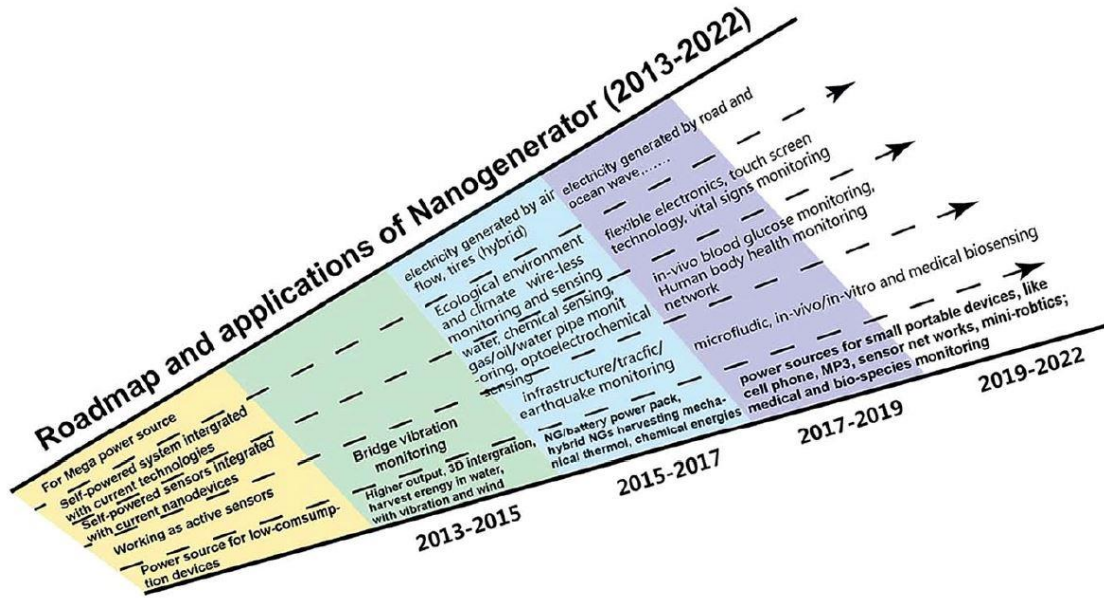 Roadmap and applications of Nanogenerator (2013-2022)
For Mega power source
Self-powered system intergrated
with current technologies
Self-powered sensors integrated
with current nanodevices
Working as active sensors
Power source for low-comsump-
tion devices
Bridge vibration
monitoring
Higher output, 3D intergration,
harvest erengy in water,
with vibration and wind
2013-2015
electricity generated by air
flow, tires (hybrid)
Ecological environment
and climate wire-less
monitoring and sensing
water, chemical sensing,
gas/oil/water pipe monit
-oring, optoelectrochemical
sensing
infrastructure/tracfic/
earthquake monitoring
NG/battery power pack,
hybrid NGs harvesting mecha-
nical thermol, chemical energies
2015-2017
electricity generated by road and
ocean wave,......
flexible electronics, touch screen
technology, vital signs monitoring
in-vivo blood glucose monitoring,
Human body health monitoring
network
microfludic, in-vivo/in-vitro and medical biosensing
power sources for small portable devices, like
cell phone, MP3, sensor net works, mini-robtics;
medical and bio-species monitoring
2017-2019
2019-2022